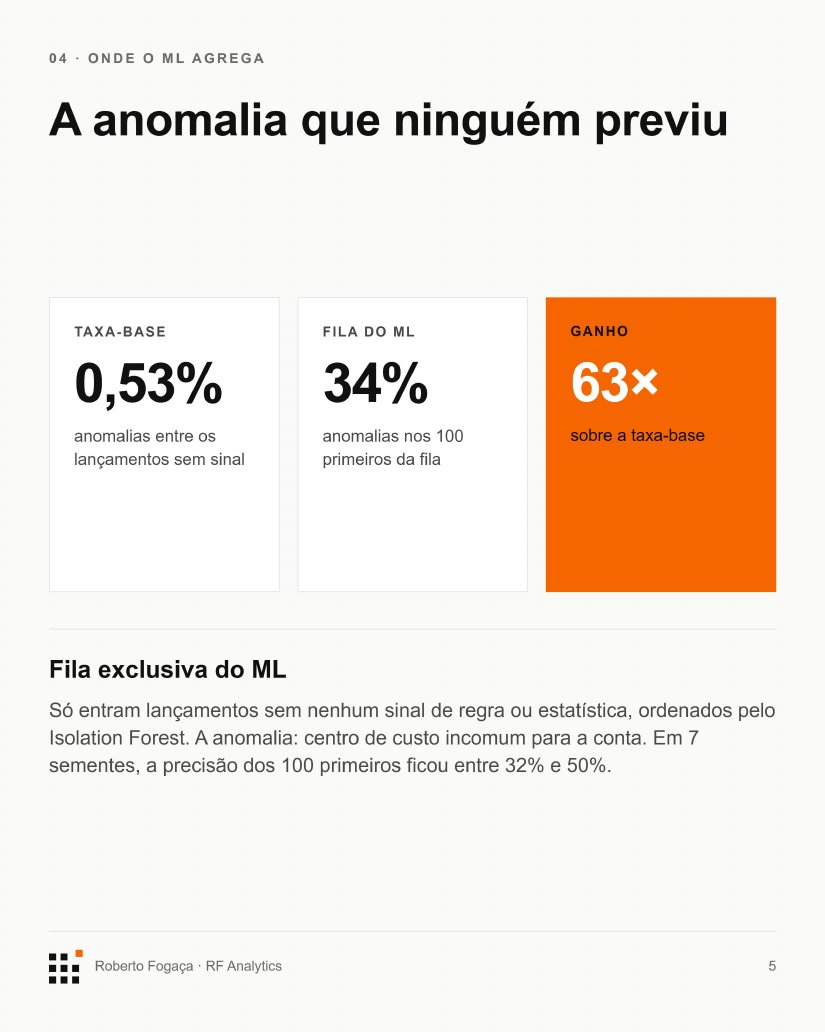 04 · ONDE O ML AGREGA
A anomalia que ninguém previu
TAXA-BASE
0,53%
anomalias entre os
lançamentos sem sinal
FILA DO ML
34%
anomalias nos 100
primeiros da fila
GANHO
63×
sobre a taxa-base
Fila exclusiva do ML
Só entram lançamentos sem nenhum sinal de regra ou estatística, ordenados pelo
Isolation Forest. A anomalia: centro de custo incomum para a conta. Em 7
sementes, a precisão dos 100 primeiros ficou entre 32% e 50%.
Roberto Fogaça · RF Analytics
5